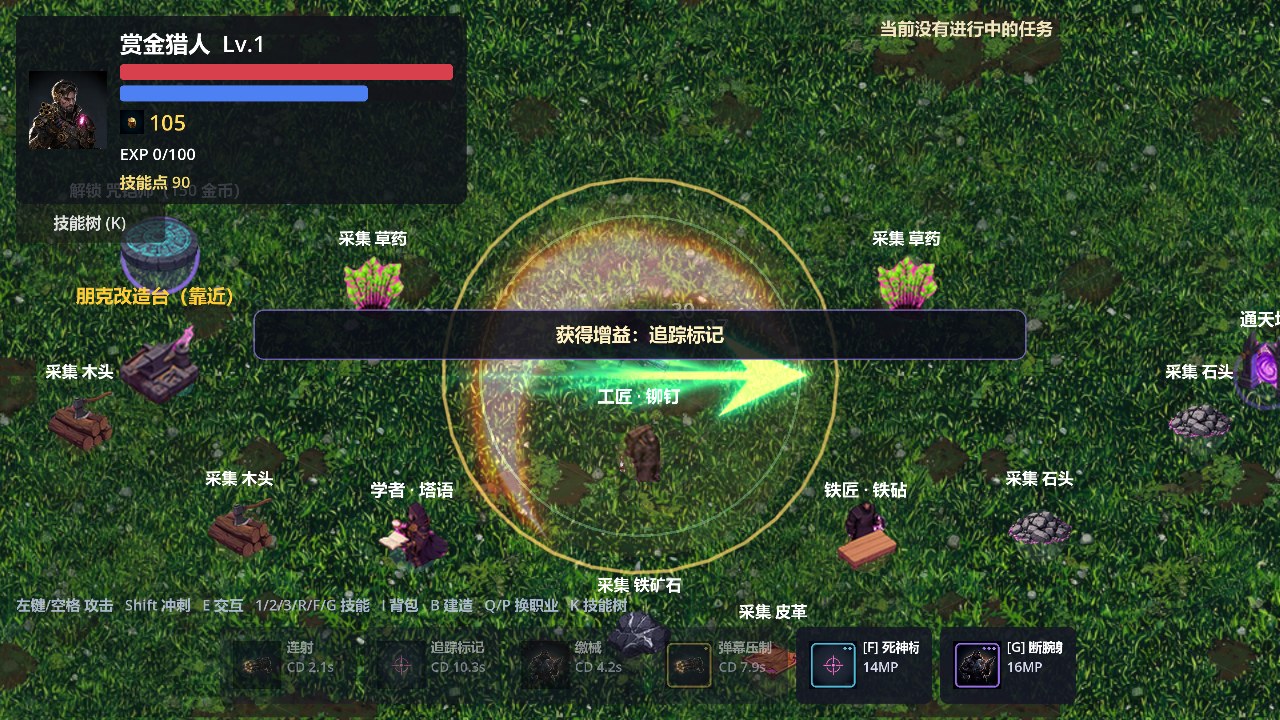 赏金猎人 Lv.1
当前没有进行中的任务
105
EXP 0/100
技能点 90
技能树 (K)
采集 草药
采集 草药
朋克改造台（靠近）
获得增益：追踪标记
采集 木头
采集 石头
工匠 · 铆钉
采集 木头
学者 · 塔语
铁匠 · 铁砧
采集 石头
采集 铁矿石
左键/空格 攻击 Shift 冲刺 E 交互 1/2/3/R/F/G 技能 I 背包 B 建造 Q/P 换职业 K 技能树
采集 皮革
连射
CD 2.1s
追踪标记
CD 10.3s
缴械
CD 4.2s
弹幕压制
CD 7.9s
[F] 死神标
14MP
[G] 断腕
16MP